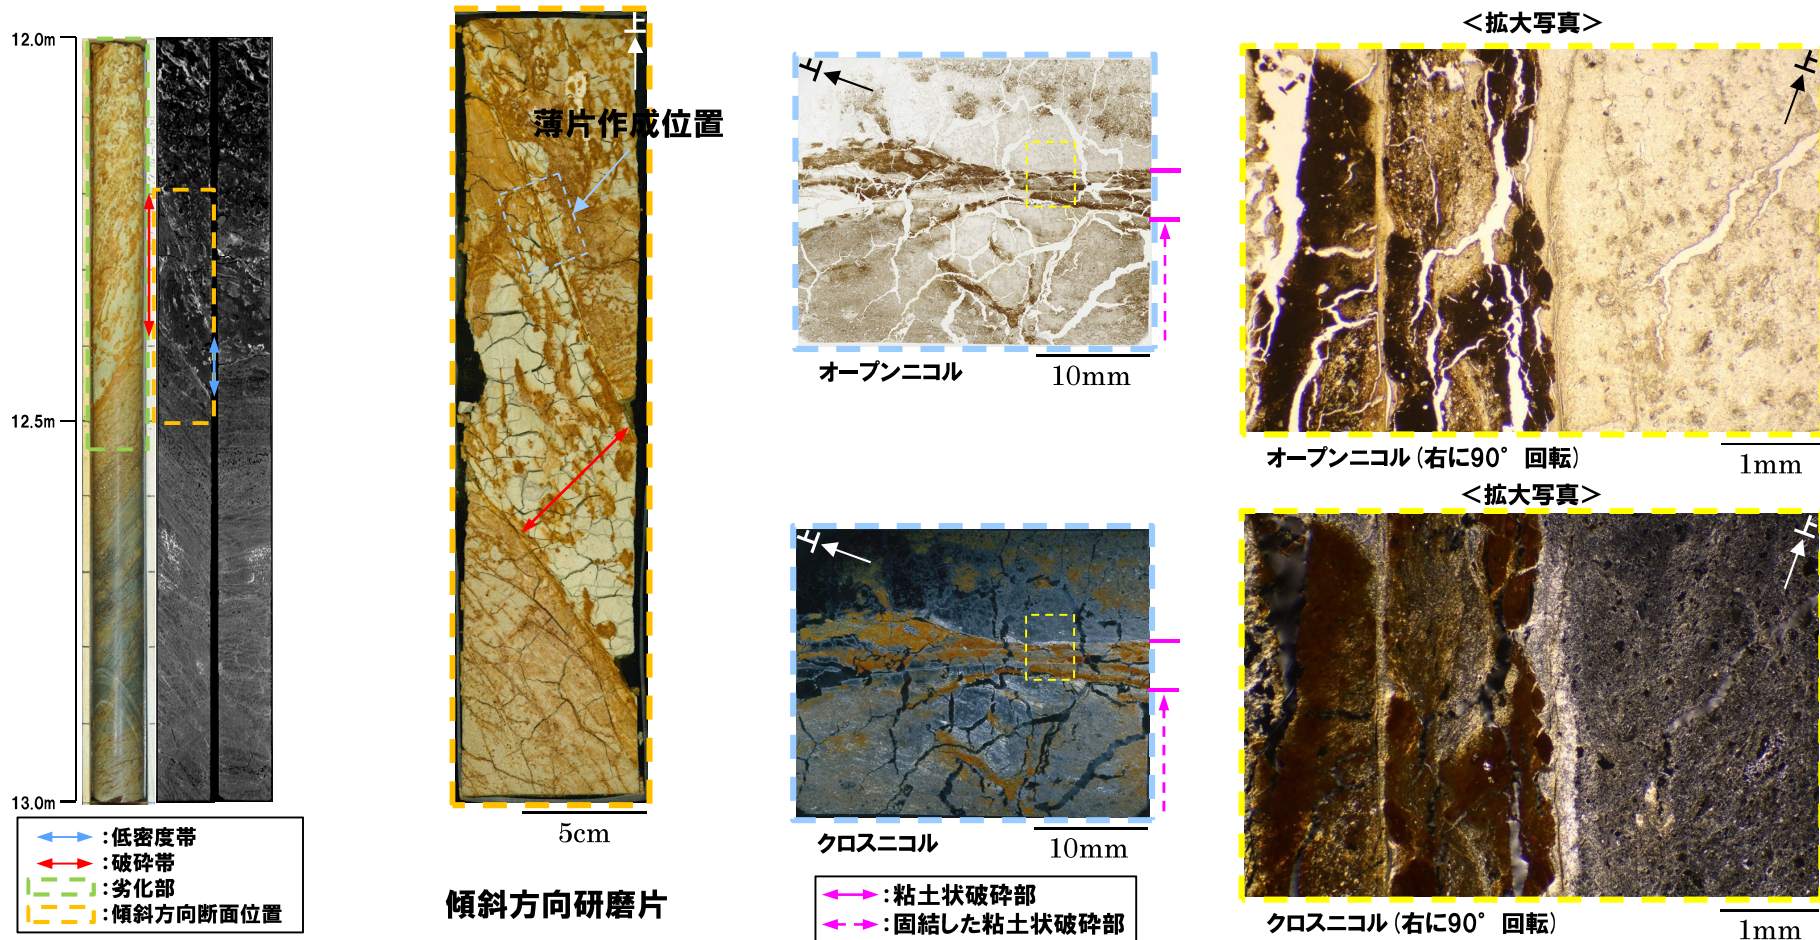 12.0m
12.5m
13.0m
:低密度帯
:破砕帯
:劣化部
:傾斜方向断面位置
上
薄片作成位置
5cm
傾斜方向研磨片
上
オープンニコル
10mm
上
クロスニコル
10mm
:粘土状破砕部
:固結した粘土状破砕部
<拡大写真>
上
オープンニコル(右に90°回転)
1mm
<拡大写真>
上
クロスニコル(右に90°回転)
1mm